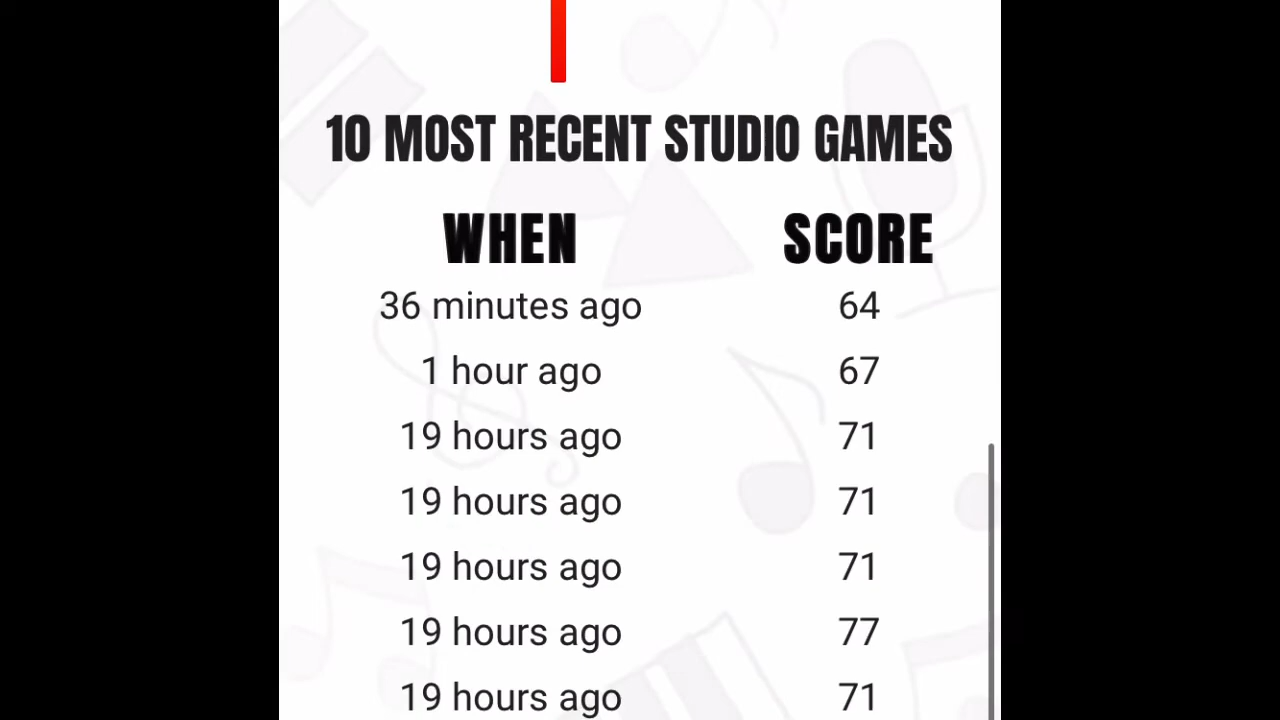 10 MOST RECENT STUDIO GAMES
WHEN SCORE
36 minutes ago 64
1 hour ago 67
19 hours ago 71
19 hours ago 71
19 hours ago 71
19 hours ago 77
19 hours ago 71